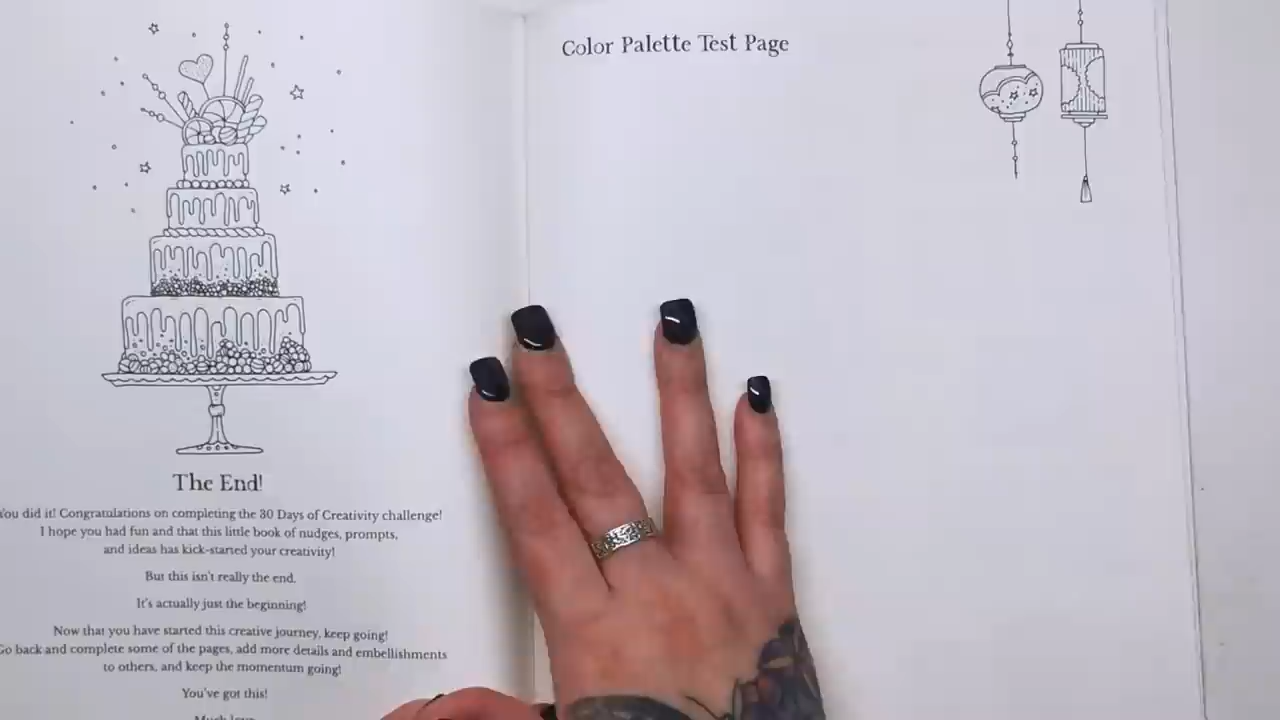 The End!
You did it! Congratulations on completing the 30 Days of Creativity challenge!
I hope you had fun and that this little book of nudges, prompts,
and ideas has kick-started your creativity!
But this isn't really the end.
It's actually just the beginning!
Now that you have started this creative journey, keep going!
Go back and complete some of the pages, add more details and embellishments
to others, and keep the momentum going!
You've got this!
Much love
Color Palette Test Page